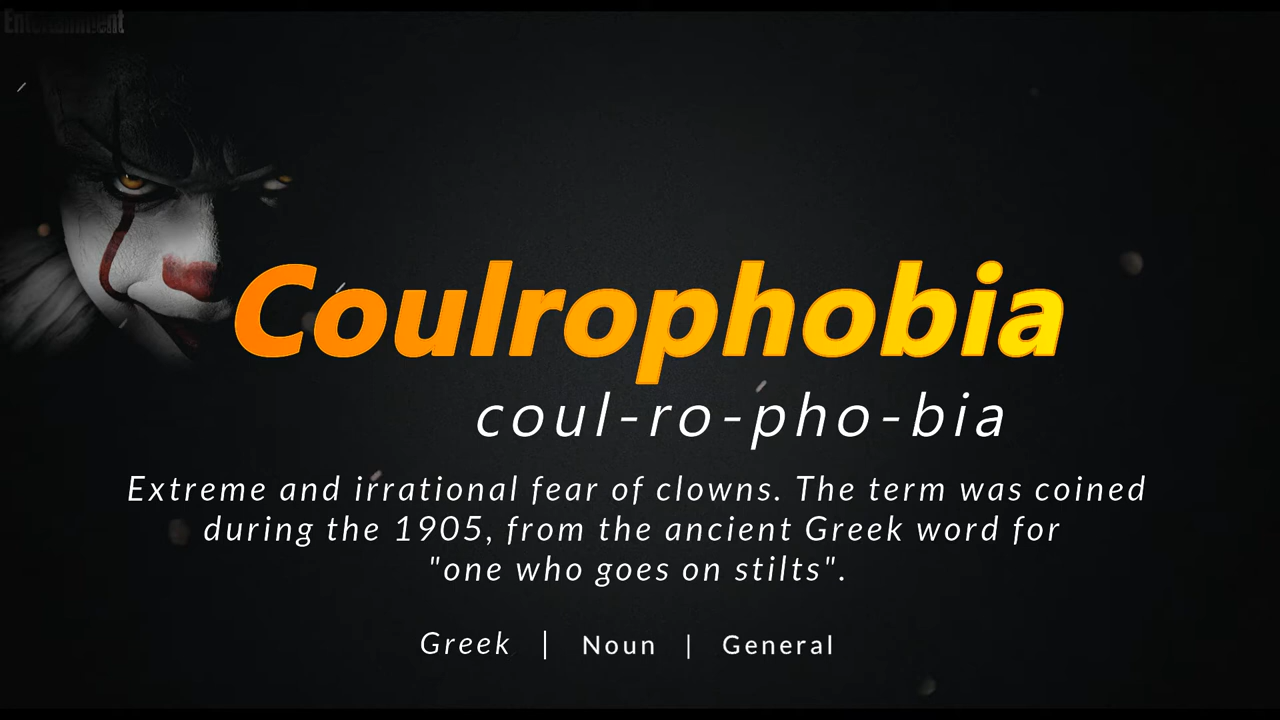 Entertainment
Coulrophobia
coul-ro-pho-bia
Extreme and irrational fear of clowns. The term was coined
during the 1905, from the ancient Greek word for
"one who goes on stilts".
Greek | Noun | General